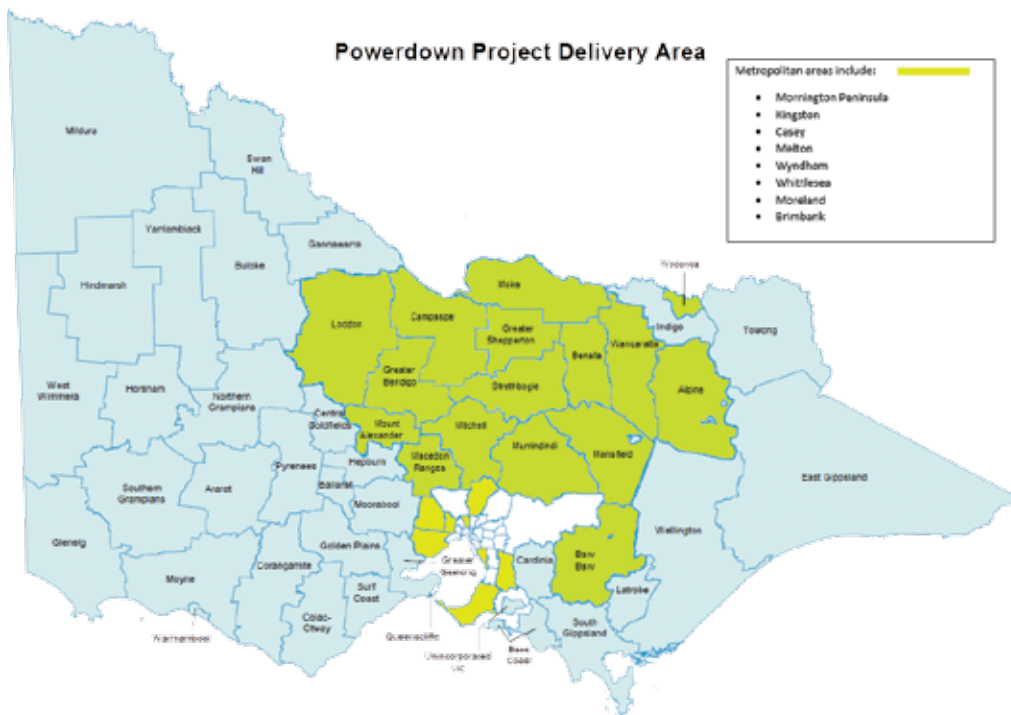 Powerdown Project Delivery Area
Metropolitan areas include:
• Mornington Peninsula
• Kingston
• Casey
• Melton
• Wyndham
• Whittlesea
• Moreland
• Brimbank
Mildura
Swan
Hill
Yarriambiack
Gannawarra
Buloke
Hindmarsh
Wodonga
Moira
Indigo
Towong
Loddon
Campaspe
Greater
Shepparton
Wangaratta
Benalla
West
Wimmera
Horsham
Northern
Grampians
Greater
Bendigo
Strathbogie
Alpine
Central
Goldfields
Mount
Alexander
Mitchell
Murrindindi
Mansfield
Macedon
Ranges
Hepburn
Pyrenees
Ballarat
Southern
Grampians
Ararat
Moorabool
East Gippsland
Wellington
Glenelg
Golden Plains
Greater
Geelong
Cardinia
Baw
Baw
Corangamite
Moyne
Surf
Coast
Latrobe
Colac-
Otway
South
Gippsland
Warrnambool
Queenscliffe
Unincorporated
VIC
Bass
Coast